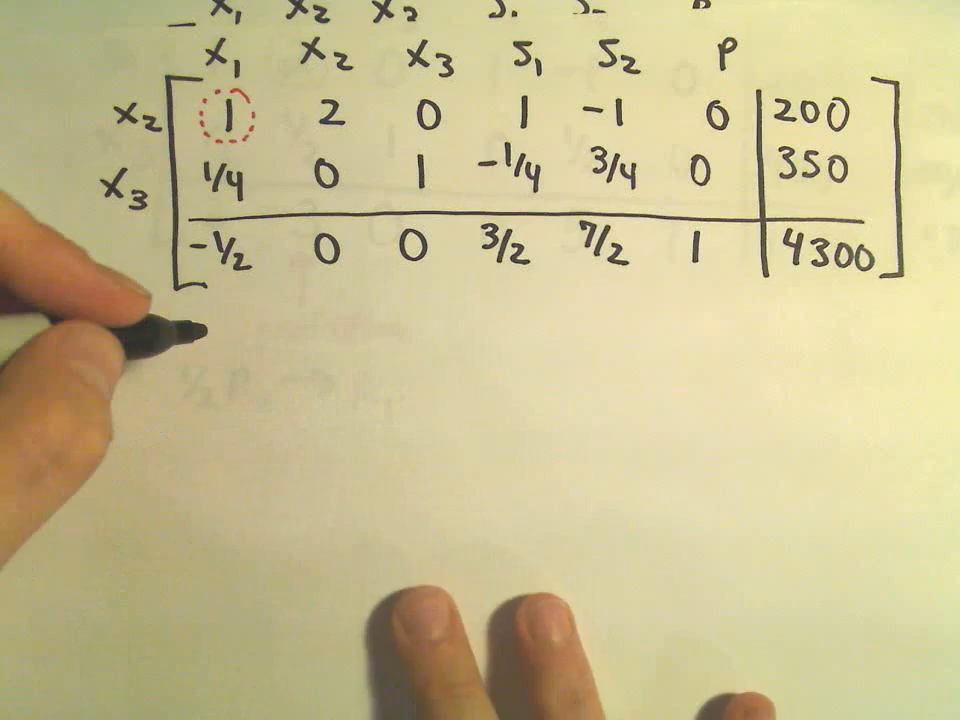 x₁ x₂ x₃ s₁ s₂ P
x₂ 1 2 0 1 -1 0 200
x₃ 1/4 0 1 -1/4 3/4 0 350
-1/2 0 0 3/2 7/2 1 4300